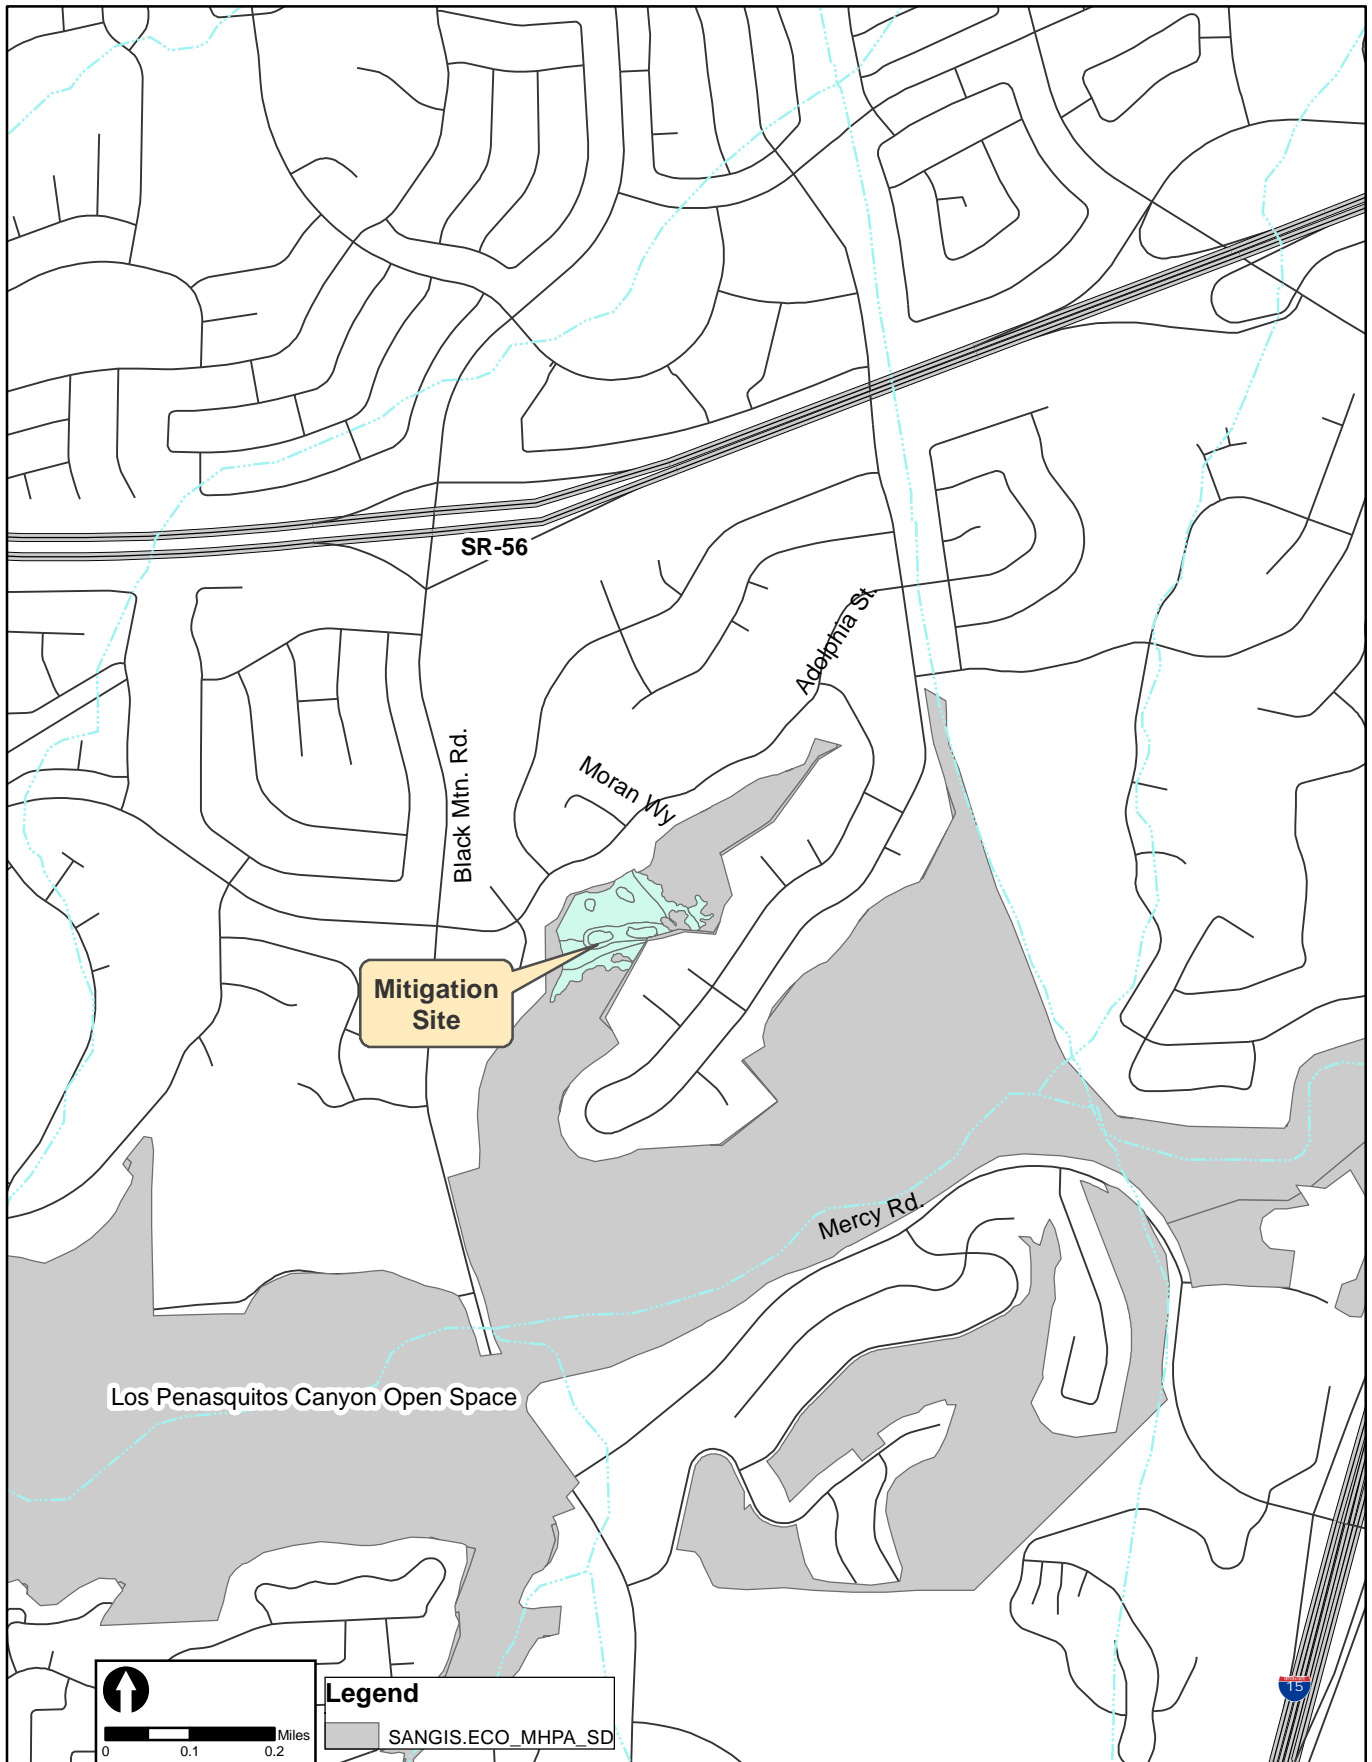 SR-56
Adolphia St.
Black Mtn. Rd.
Moran Wy
Mitigation
Site
Mercy Rd.
Los Penasquitos Canyon Open Space
15
Legend
SANGIS.ECO_MHPA_SD
Miles
0 0.1 0.2